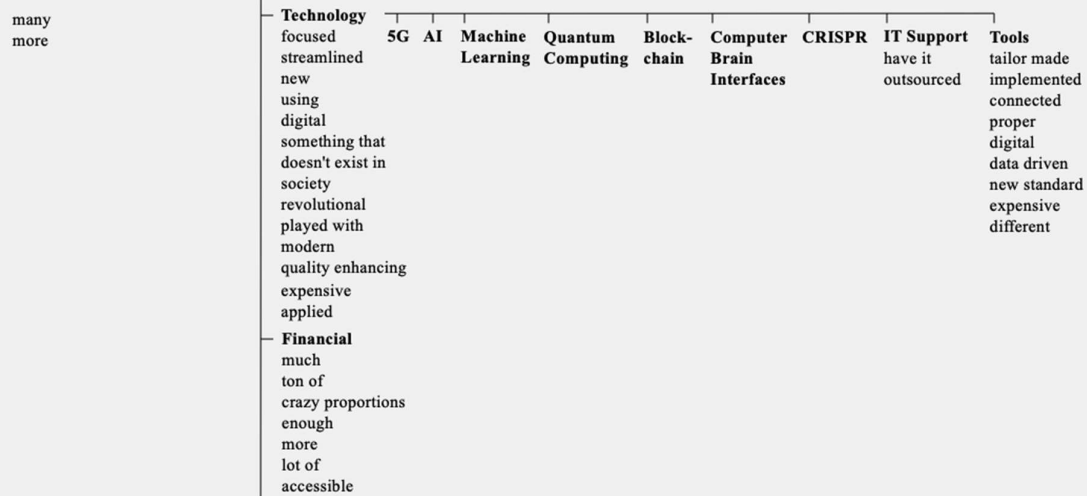 many
more
Technology
focused
streamlined
new
using
digital
something that
doesn't exist in
society
revolutional
played with
modern
quality enhancing
expensive
applied
5G
AI
Machine
Learning
Quantum
Computing
Block-
chain
Computer
Brain
Interfaces
CRISPR
IT Support
have it
outsourced
Tools
tailor made
implemented
connected
proper
digital
data driven
new standard
expensive
different
Financial
much
ton of
crazy proportions
enough
more
lot of
accessible